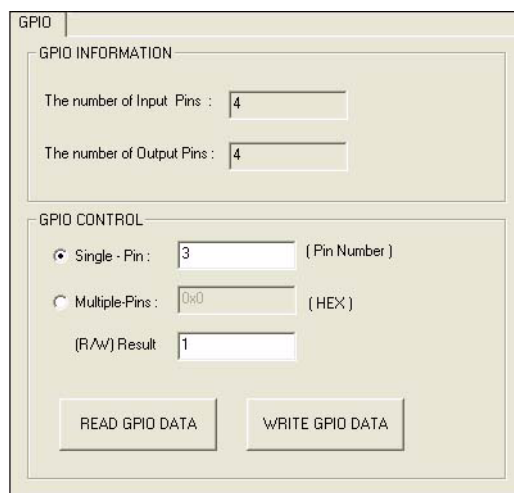 GPIO
GPIO INFORMATION
The number of Input Pins : 4
The number of Output Pins : 4
GPIO CONTROL
Single - Pin : 3 ( Pin Number )
Multiple-Pins : 0x0 ( HEX )
(R/W) Result 1
READ GPIO DATA WRITE GPIO DATA